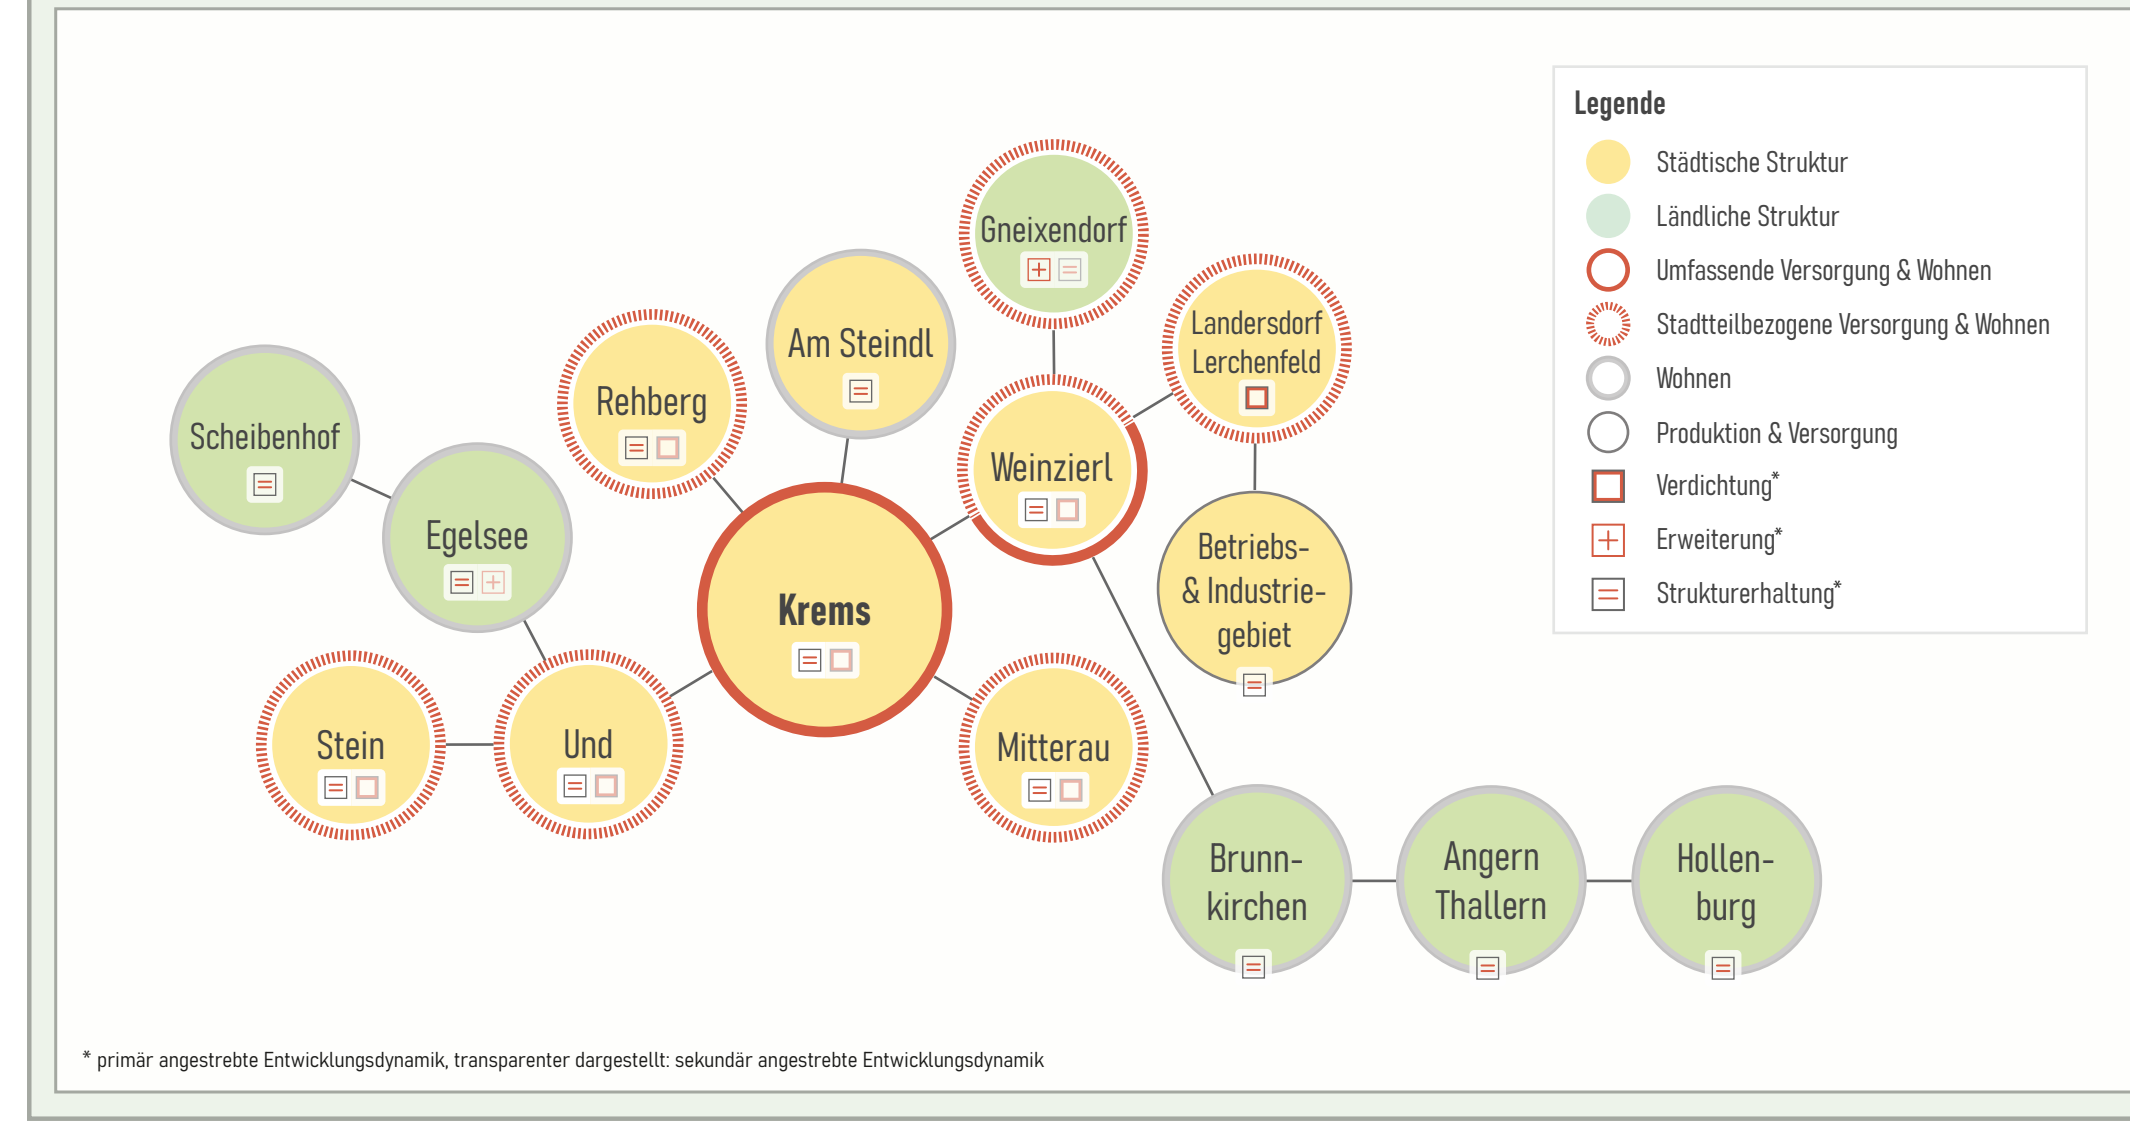 Legende
Städtische Struktur
Ländliche Struktur
Umfassende Versorgung & Wohnen
Stadtteilbezogene Versorgung & Wohnen
Wohnen
Produktion & Versorgung
Verdichtung*
Erweiterung*
Strukturerhaltung*
Gneixendorf
Landersdorf
Lerchenfeld
Am Steindl
Rehberg
Scheibenhof
Weinzierl
Egelsee
Betriebs-
& Industrie-
gebiet
Krems
Stein
Und
Mitterau
Brunn-
kirchen
Angern
Thallern
Hollen-
burg
* primär angestrebte Entwicklungsdynamik, transparenter dargestellt: sekundär angestrebte Entwicklungsdynamik